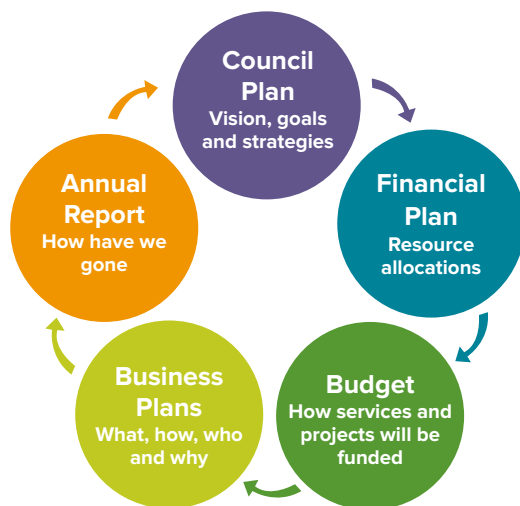 Council
Plan
Vision, goals
and strategies
Financial
Plan
Resource
allocations
Budget
How services and
projects will be
funded
Business
Plans
What, how, who
and why
Annual
Report
How have we
gone